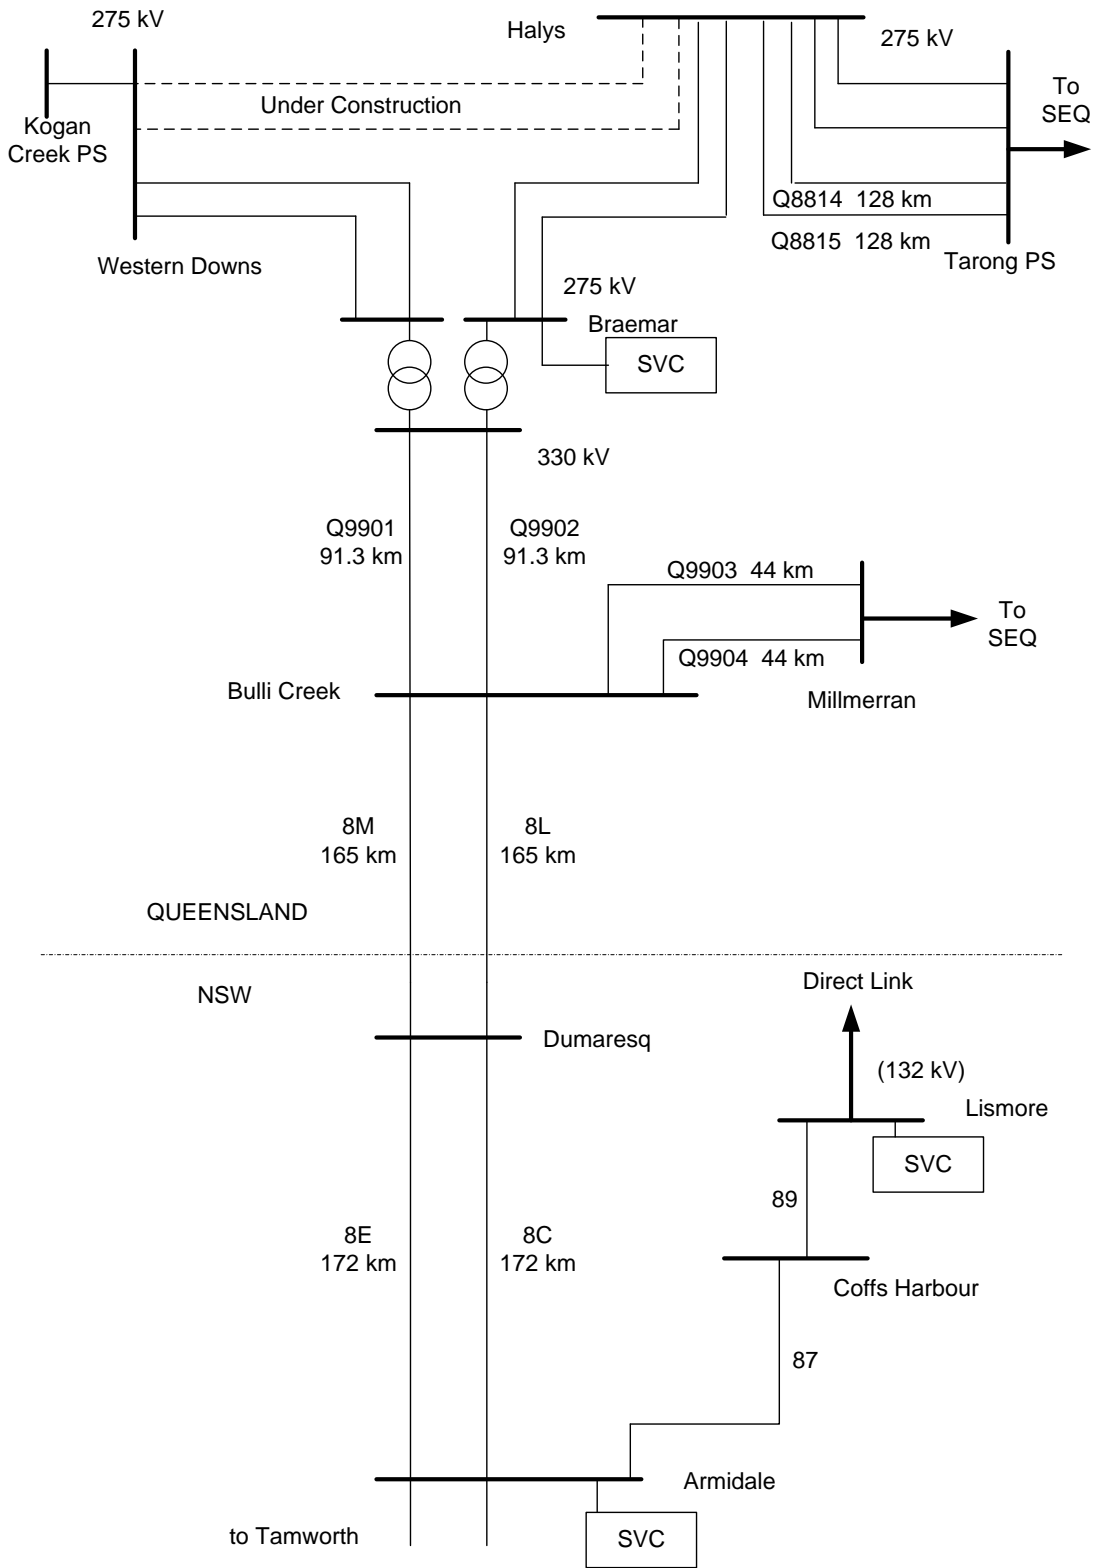 275 kV
Halys
275 kV
To
SEQ
Under Construction
Kogan
Creek PS
Q8814 128 km
Q8815 128 km
Western Downs
Tarong PS
275 kV
Braemar
SVC
330 kV
Q9901
91.3 km
Q9902
91.3 km
Q9903 44 km
To
SEQ
Q9904 44 km
Bulli Creek
Millmerran
8M
165 km
8L
165 km
QUEENSLAND
NSW
Direct Link
Dumaresq
(132 kV)
Lismore
SVC
89
8E
172 km
8C
172 km
Coffs Harbour
87
Armidale
to Tamworth
SVC